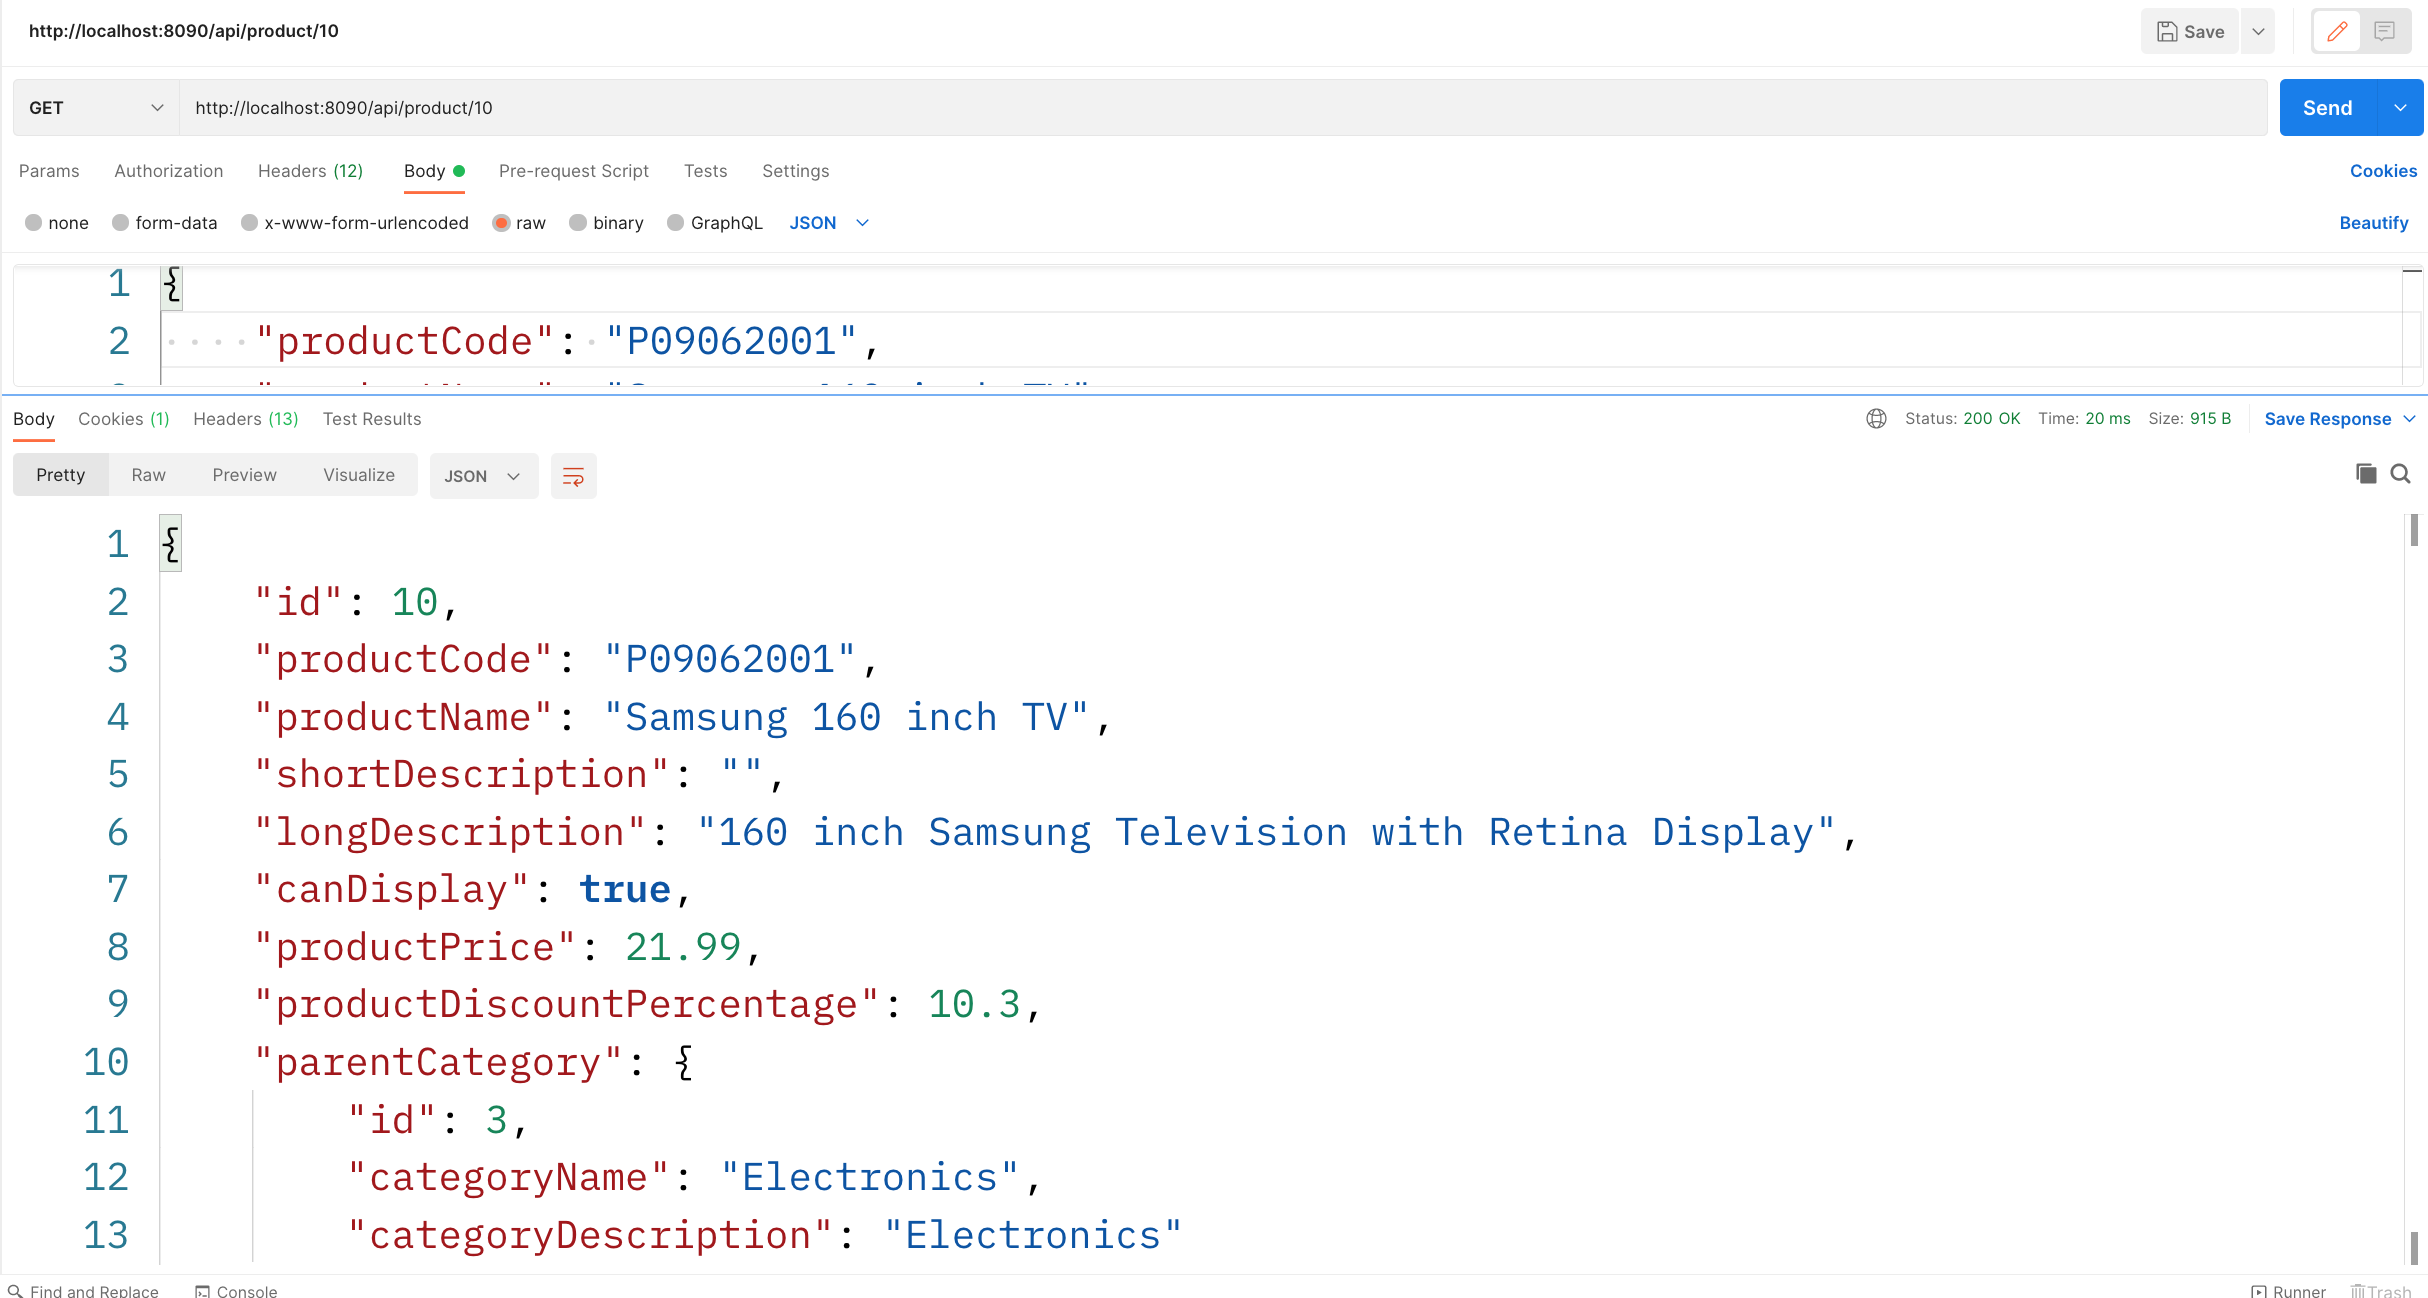 http://localhost:8090/api/product/10
Save
GET
http://localhost:8090/api/product/10
Send
Params Authorization Headers (12) Body Pre-request Script Tests Settings Cookies
none form-data x-www-form-urlencoded raw binary GraphQL JSON Beautify
1 {
2 "productCode": "P09062001",
Body Cookies (1) Headers (13) Test Results Status: 200 OK Time: 20 ms Size: 915 B Save Response
Pretty Raw Preview Visualize JSON
1 {
2 "id": 10,
3 "productCode": "P09062001",
4 "productName": "Samsung 160 inch TV",
5 "shortDescription": "",
6 "longDescription": "160 inch Samsung Television with Retina Display",
7 "canDisplay": true,
8 "productPrice": 21.99,
9 "productDiscountPercentage": 10.3,
10 "parentCategory": {
11 "id": 3,
12 "categoryName": "Electronics",
13 "categoryDescription": "Electronics"
Find and Replace Console Runner Trash